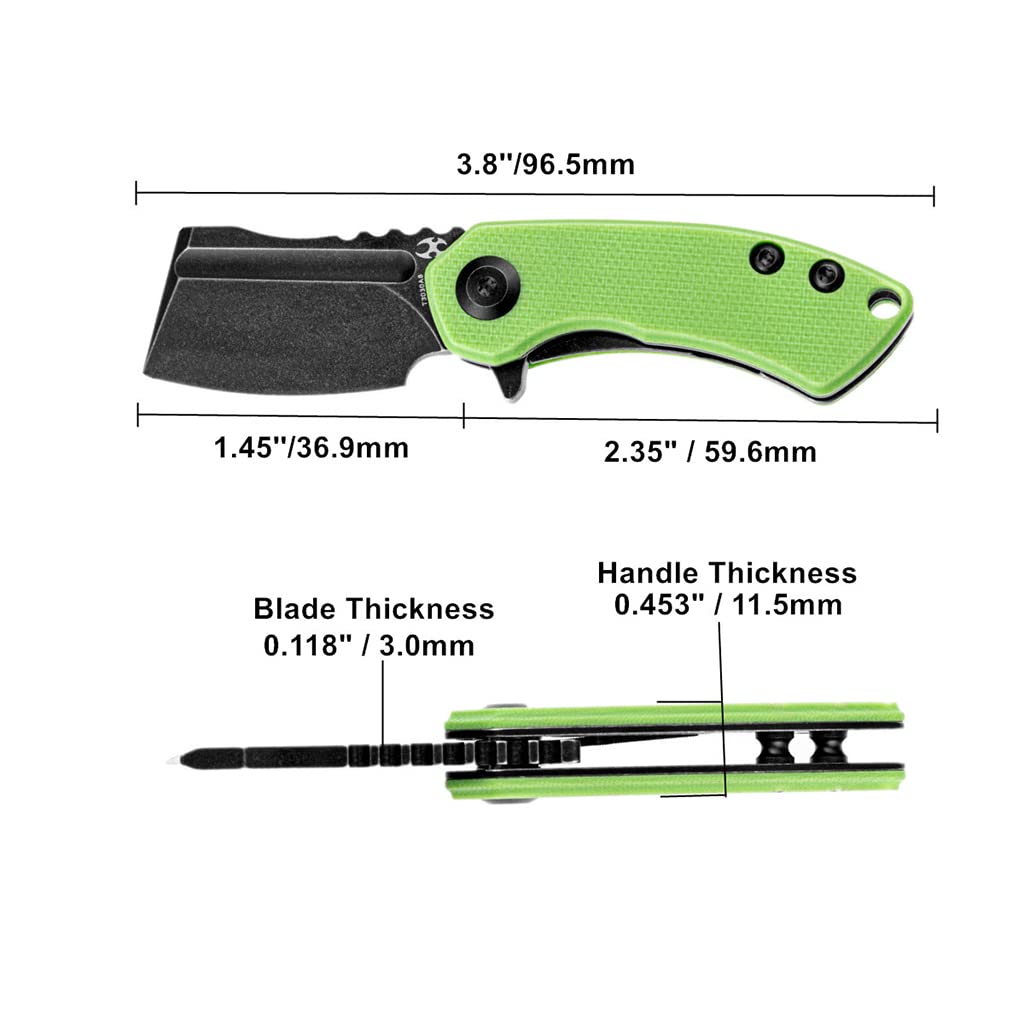 3.8"/96.5mm
T3030A8
1.45"/36.9mm
2.35" / 59.6mm
Handle Thickness
0.453" / 11.5mm
Blade Thickness
0.118" / 3.0mm